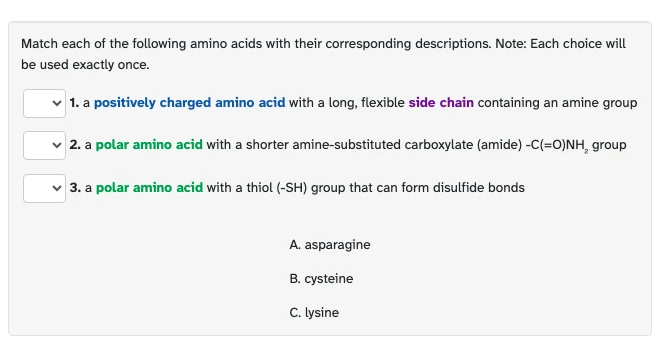 Match each of the following amino acids with their corresponding descriptions. Note: Each choice will
be used exactly once.
1. a positively charged amino acid with a long, flexible side chain containing an amine group
2. a polar amino acid with a shorter amine-substituted carboxylate (amide) -C(=O)NH₂ group
3. a polar amino acid with a thiol (-SH) group that can form disulfide bonds
A. asparagine
B. cysteine
C. lysine